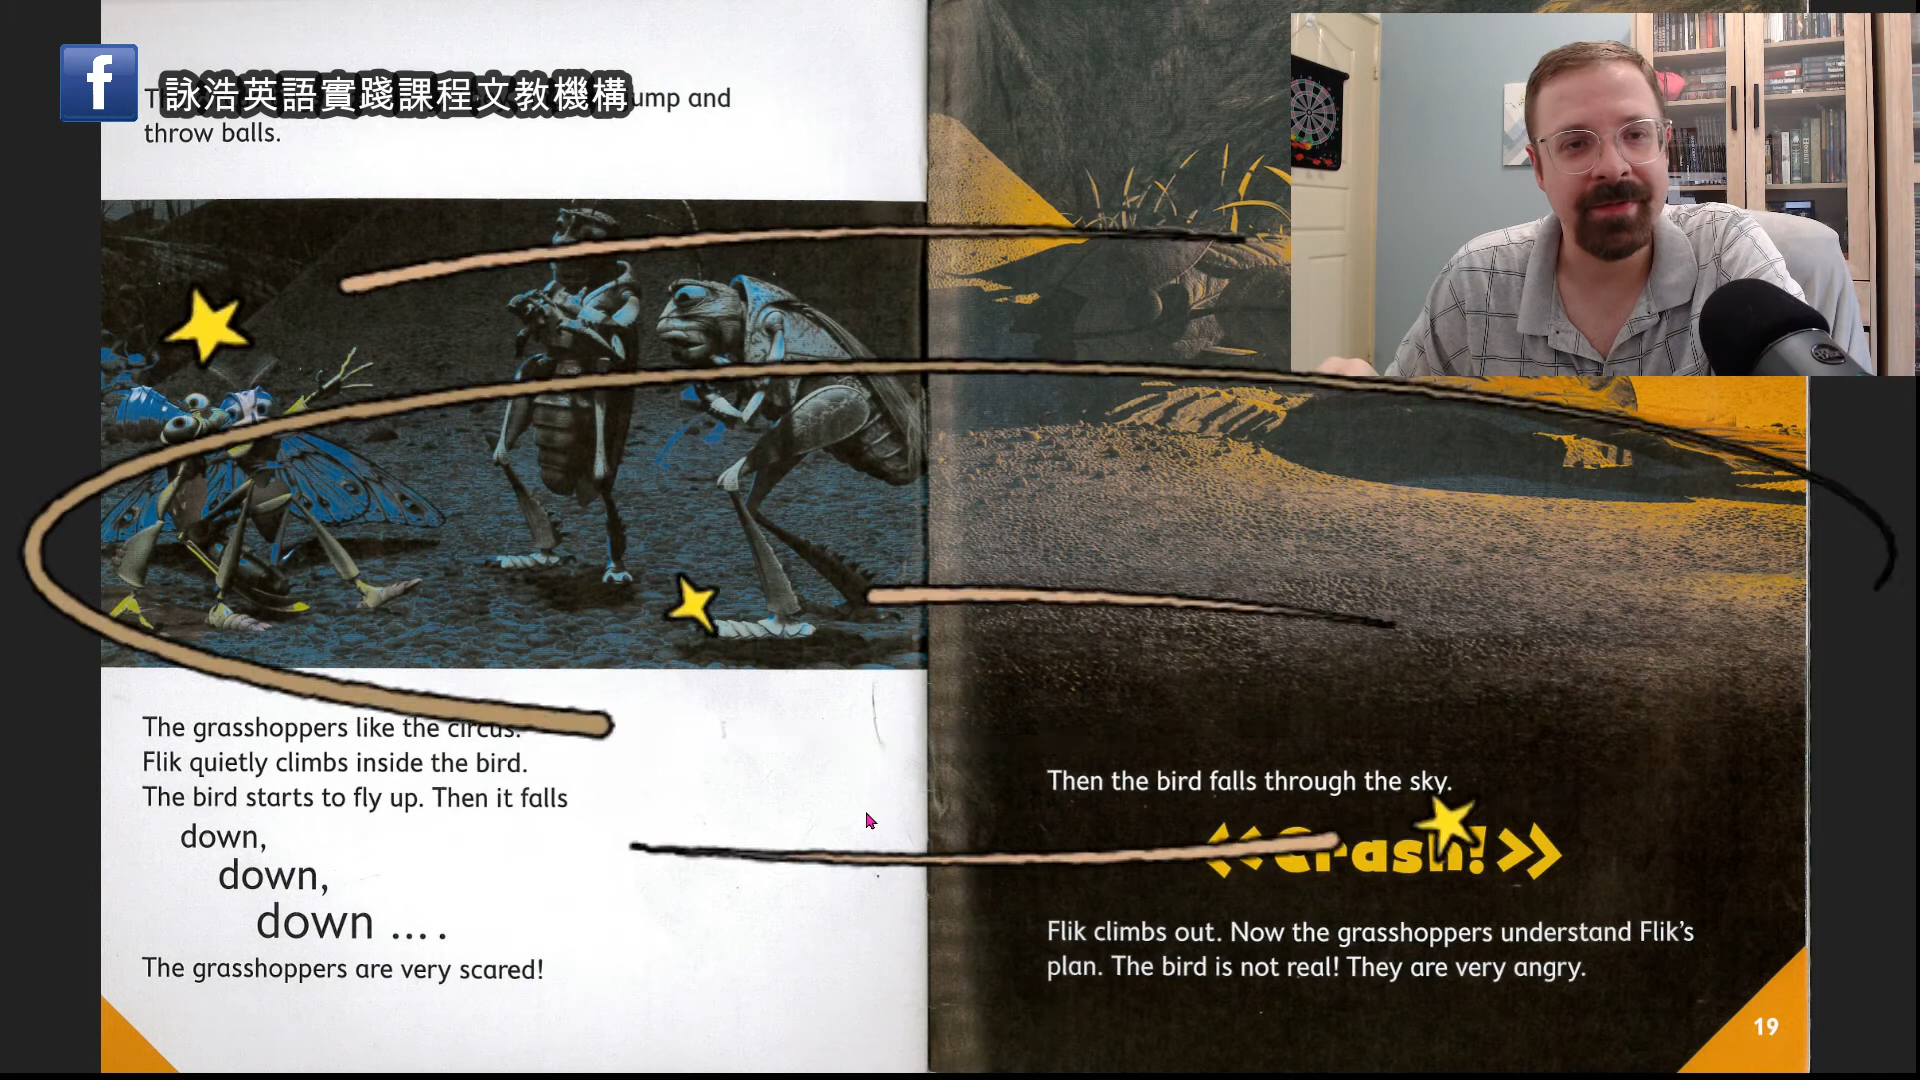 詠浩英語實踐課程文教機構
ump and
throw balls.
The grasshoppers like the circus.
Flik quietly climbs inside the bird.
The bird starts to fly up. Then it falls
down,
down,
down ....
The grasshoppers are very scared!
Then the bird falls through the sky.
Crash!
Flik climbs out. Now the grasshoppers understand Flik's
plan. The bird is not real! They are very angry.
19